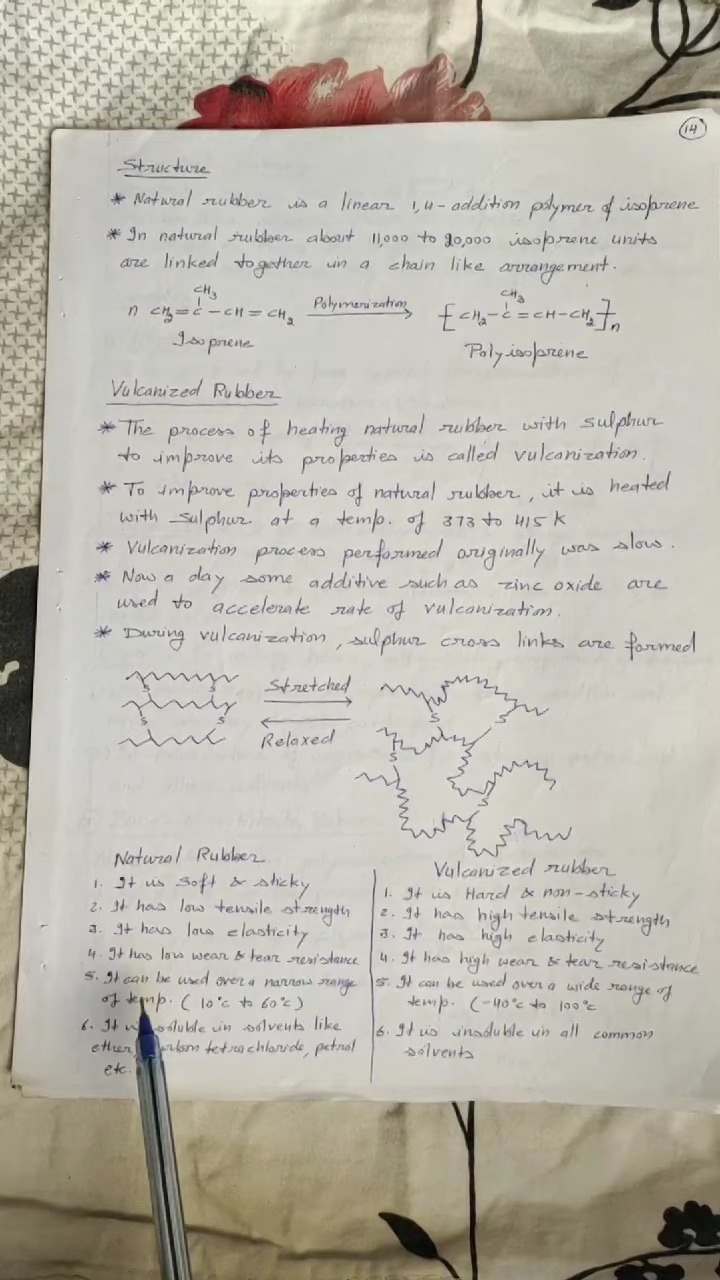 14
Structure
* Natural rubber is a linear 1,4-addition polymer of isoprene
* In natural rubber about 11,000 to 20,000 isoprene units
are linked together in a chain like arrangement.
CH3 CH3
n CH2=C-CH=CH2 Polymerization [CH2-C=CH-CH2]n
Isoprene Polyisoprene
Vulcanized Rubber
* The process of heating natural rubber with sulphur
to improve its properties is called vulcanization.
* To improve properties of natural rubber, it is heated
with sulphur at a temp. of 373 to 415 K
* Vulcanization process performed originally was slow.
* Now a day some additive such as zinc oxide are
used to accelerate rate of vulcanization.
* During vulcanization, sulphur cross links are formed
Stretched
S S S S
S S S S
Relaxed
Natural Rubber
1. It is soft & sticky
2. It has low tensile strength
3. It has low elasticity
4. It has low wear & tear resistance
5. It can be used over a narrow range
of temp. (10°c to 60°c)
6. It soluble in solvents like
ether, tetrachloride, petrol
etc.
Vulcanized rubber
1. It is Hard & non-sticky
2. It has high tensile strength
3. It has high elasticity
4. It has high wear & tear resistance
5. It can be used over a wide range of
temp. (-40°c to 100°c
6. It is insoluble in all common
solvents